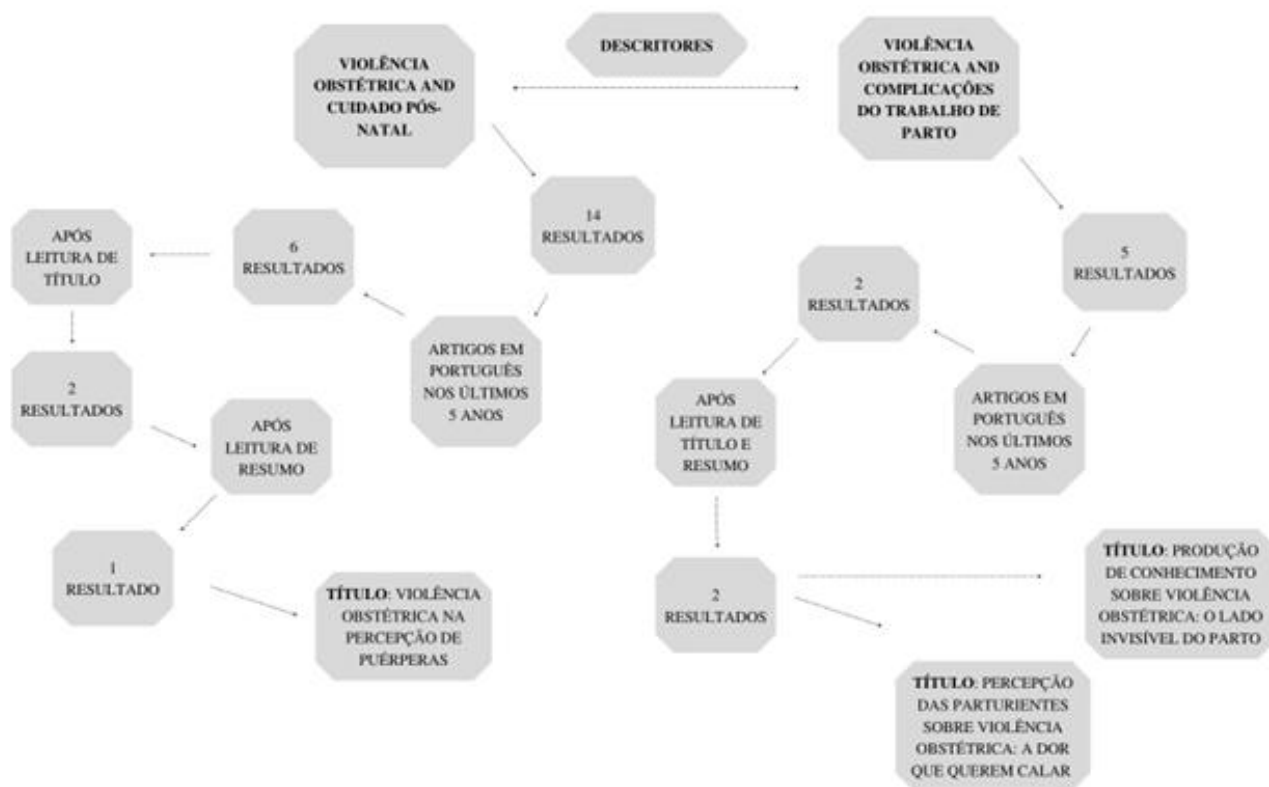 DESCRITORES
VIOLÊNCIA
OBSTÉTRICA AND
CUIDADO PÓS-
NATAL
14
RESULTADOS
ARTIGOS EM
PORTUGUÊS
NOS ÚLTIMOS
5 ANOS
6
RESULTADOS
APÓS
LEITURA DE
TÍTULO
2
RESULTADOS
APÓS
LEITURA DE
RESUMO
1
RESULTADO
TÍTULO: VIOLÊNCIA
OBSTÉTRICA NA
PERCEPÇÃO DE
PUÉRPERAS
VIOLÊNCIA
OBSTÉTRICA AND
COMPLICAÇÕES
DO TRABALHO DE
PARTO
5
RESULTADOS
ARTIGOS EM
PORTUGUÊS
NOS ÚLTIMOS
5 ANOS
2
RESULTADOS
APÓS
LEITURA DE
TÍTULO E
RESUMO
2
RESULTADOS
TÍTULO: PRODUÇÃO
DE CONHECIMENTO
SOBRE VIOLÊNCIA
OBSTÉTRICA: O LADO
INVISÍVEL DO PARTO
TÍTULO: PERCEPÇÃO
DAS PARTURIENTES
SOBRE VIOLÊNCIA
OBSTÉTRICA: A DOR
QUE QUEREM CALAR